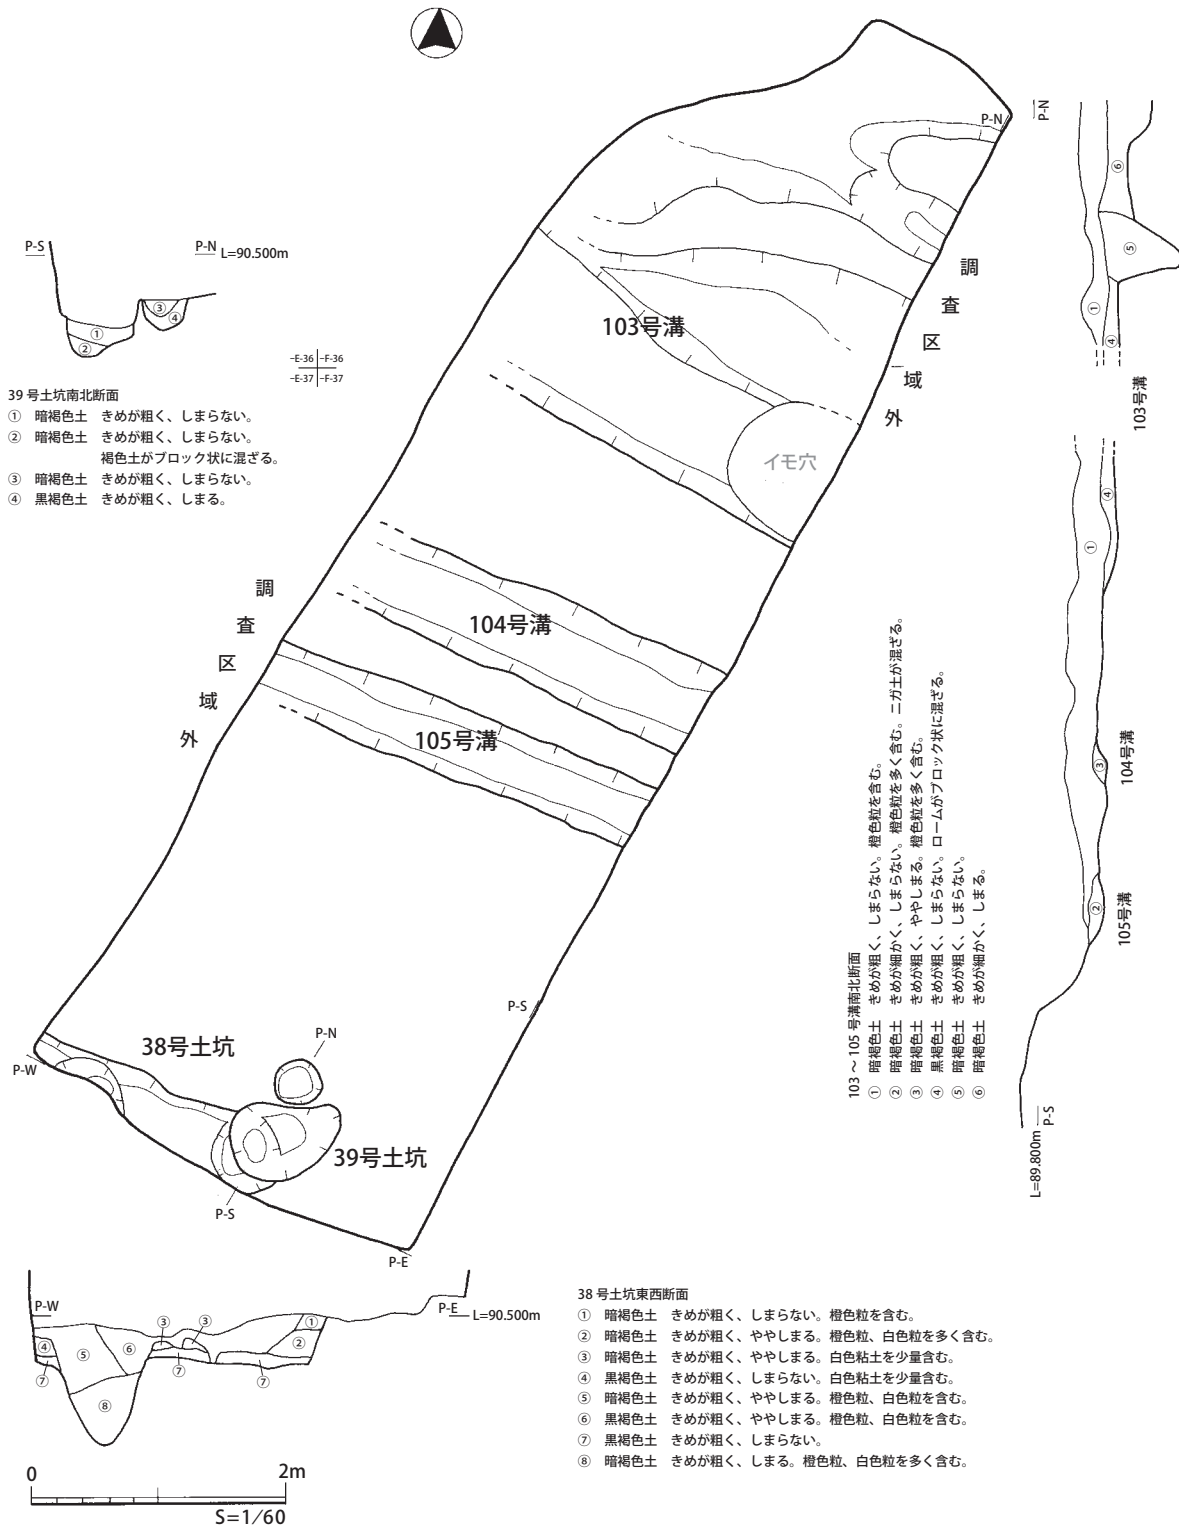 P-N
P-N
調査区域外
103号溝
イモ穴
調査区域外
104号溝
105号溝
P-S
38号土坑
P-N
P-W
39号土坑
P-S
P-E
P-S
P-N L=90.500m
①
②
③
④
-E-36 -F-36
-E-37 -F-37
39 号土坑南北断面
① 暗褐色土 きめが粗く、しまらない。
② 暗褐色土 きめが粗く、しまらない。
褐色土がブロック状に混ざる。
③ 暗褐色土 きめが粗く、しまらない。
④ 黒褐色土 きめが粗く、しまる。
⑥
⑤
①
④
103号溝
④
①
③
104号溝
②
105号溝
P-S
L=89.800m
103 ~ 105 号溝南北断面
① 暗褐色土 きめが粗く、しまらない。橙色粒を含む。
② 暗褐色土 きめが細かく、しまらない。橙色粒を多く含む。ニガ土が混ざる。
③ 暗褐色土 きめが粗く、ややしまる。橙色粒を多く含む。
④ 黒褐色土 きめが粗く、しまらない。ロームがブロック状に混ざる。
⑤ 暗褐色土 きめが粗く、しまらない。
⑥ 暗褐色土 きめが細かく、しまる。
P-W
P-E L=90.500m
③ ③ ①
④ ⑤ ⑥ ②
⑦ ⑦ ⑦
⑧
38 号土坑東西断面
① 暗褐色土 きめが粗く、しまらない。橙色粒を含む。
② 暗褐色土 きめが粗く、ややしまる。橙色粒、白色粒を多く含む。
③ 暗褐色土 きめが粗く、ややしまる。白色粘土を少量含む。
④ 黒褐色土 きめが粗く、しまらない。白色粘土を少量含む。
⑤ 暗褐色土 きめが粗く、ややしまる。橙色粒、白色粒を含む。
⑥ 黒褐色土 きめが粗く、ややしまる。橙色粒、白色粒を含む。
⑦ 黒褐色土 きめが粗く、しまらない。
⑧ 暗褐色土 きめが粗く、しまる。橙色粒、白色粒を多く含む。
0 2m
S=1/60